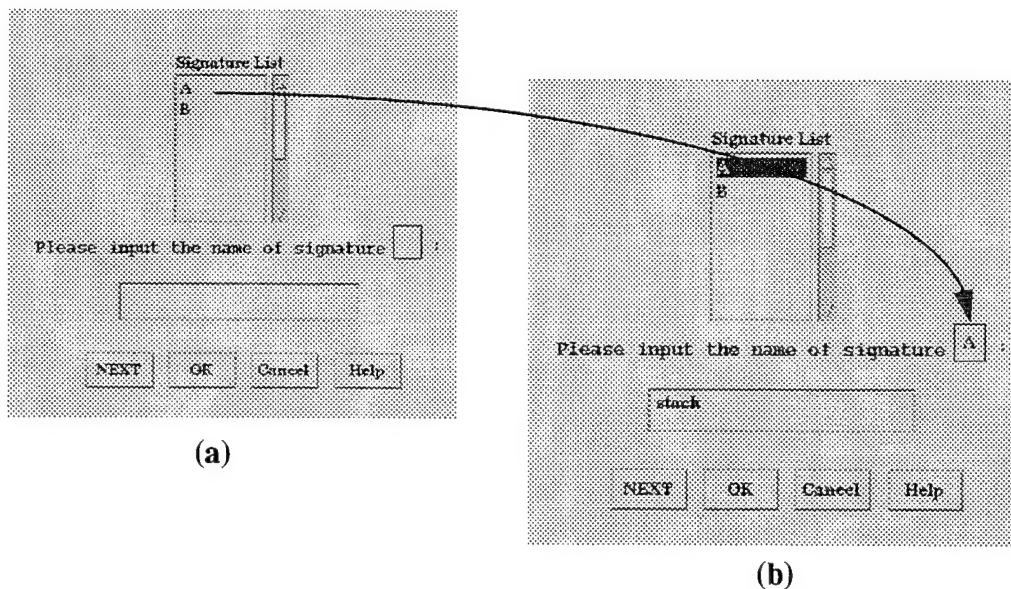 Signature List
A
B
Please input the name of signature :
NEXT OK Cancel Help
(a)
Signature List
A
B
Please input the name of signature A :
stack
NEXT OK Cancel Help
(b)